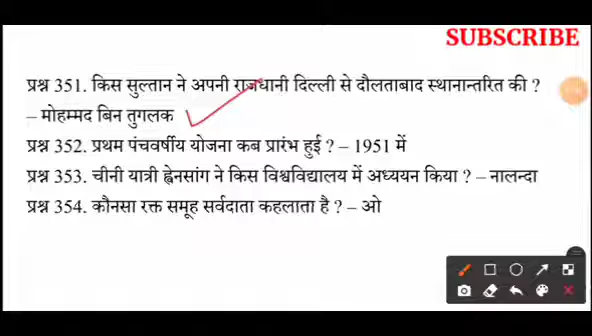 SUBSCRIBE
प्रश्न 351. किस सुल्तान ने अपनी राजधानी दिल्ली से दौलताबाद स्थानान्तरित की ?
– मोहम्मद बिन तुगलक
प्रश्न 352. प्रथम पंचवर्षीय योजना कब प्रारंभ हुई ? – 1951 में
प्रश्न 353. चीनी यात्री ह्वेनसांग ने किस विश्वविद्यालय में अध्ययन किया ? – नालन्दा
प्रश्न 354. कौनसा रक्त समूह सर्वदाता कहलाता है ? – ओ